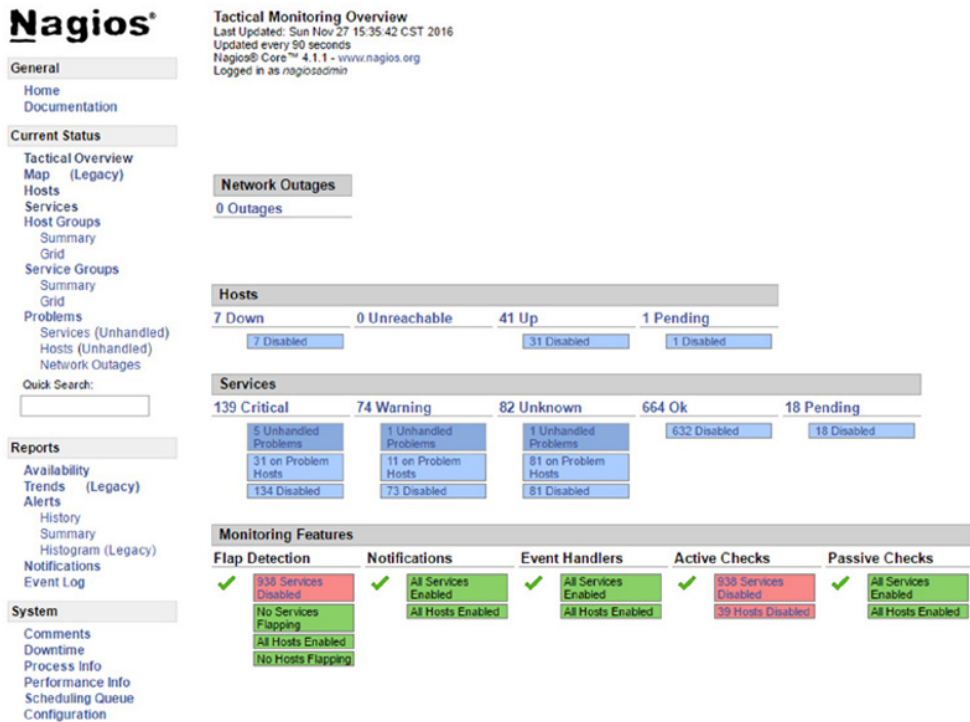 Nagios®
General
Home
Documentation
Current Status
Tactical Overview
Map (Legacy)
Hosts
Services
Host Groups
Summary
Grid
Service Groups
Summary
Grid
Problems
Services (Unhandled)
Hosts (Unhandled)
Network Outages
Quick Search:
Reports
Availability
Trends (Legacy)
Alerts
History
Summary
Histogram (Legacy)
Notifications
Event Log
System
Comments
Downtime
Process Info
Performance Info
Scheduling Queue
Configuration
Tactical Monitoring Overview
Last Updated: Sun Nov 27 15:35:42 CST 2016
Updated every 90 seconds
Nagios® Core™ 4.1.1 - www.nagios.org
Logged in as nagiosadmin
Network Outages
0 Outages
Hosts
7 Down 0 Unreachable 41 Up 1 Pending
7 Disabled 31 Disabled 1 Disabled
Services
139 Critical 74 Warning 82 Unknown 664 Ok 18 Pending
5 Unhandled Problems
31 on Problem Hosts
134 Disabled
1 Unhandled Problems
11 on Problem Hosts
73 Disabled
1 Unhandled Problems
81 on Problem Hosts
81 Disabled
632 Disabled
18 Disabled
Monitoring Features
Flap Detection Notifications Event Handlers Active Checks Passive Checks
938 Services Disabled
No Services Flapping
All Hosts Enabled
No Hosts Flapping
All Services Enabled
All Hosts Enabled
All Services Enabled
All Hosts Enabled
938 Services Disabled
39 Hosts Disabled
All Services Enabled
All Hosts Enabled